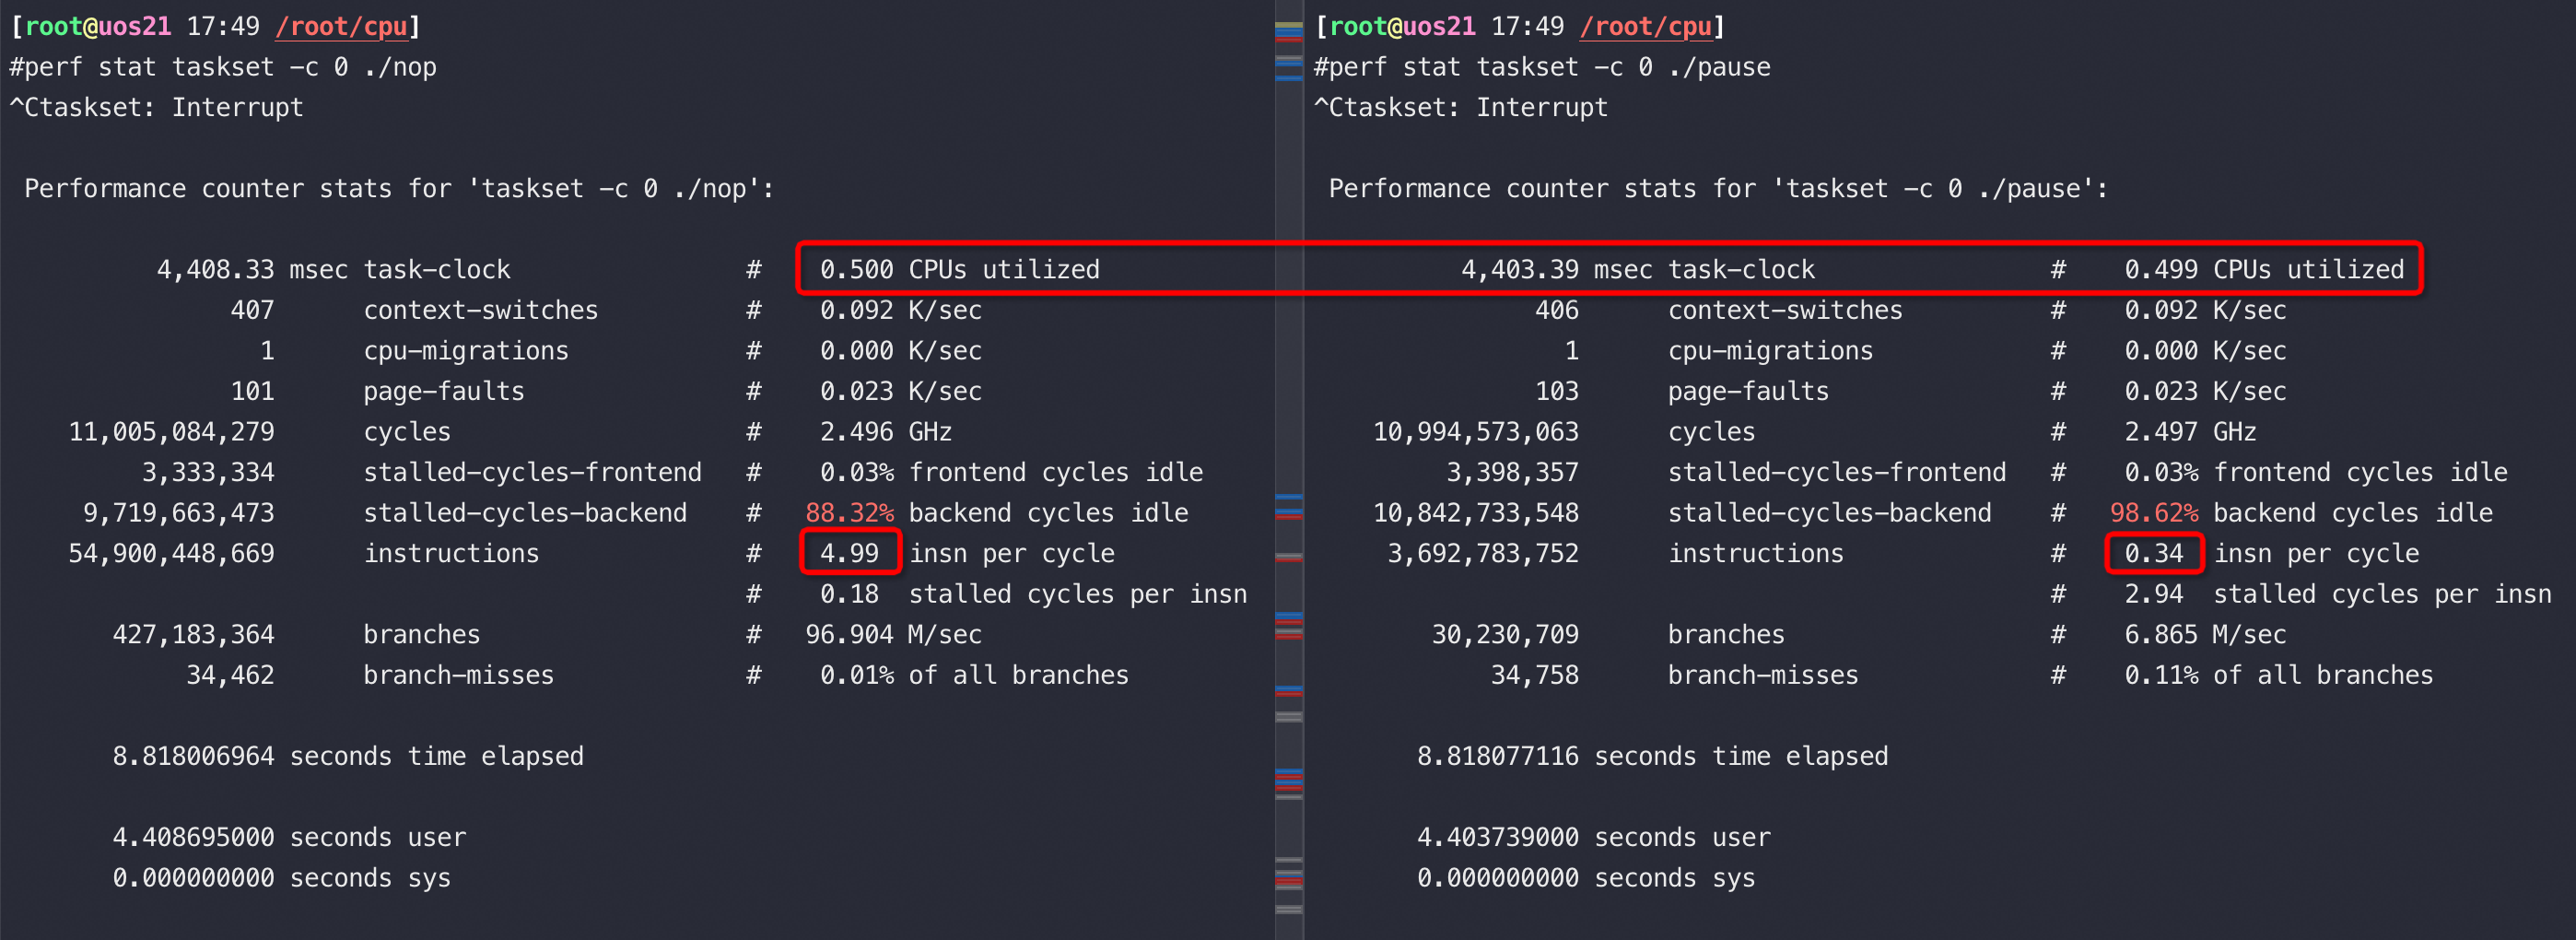 [root@uos21 17:49 /root/cpu]
#perf stat taskset -c 0 ./nop
^Ctaskset: Interrupt
Performance counter stats for 'taskset -c 0 ./nop':
4,408.33 msec task-clock # 0.500 CPUs utilized
407 context-switches # 0.092 K/sec
1 cpu-migrations # 0.000 K/sec
101 page-faults # 0.023 K/sec
11,005,084,279 cycles # 2.496 GHz
3,333,334 stalled-cycles-frontend # 0.03% frontend cycles idle
9,719,663,473 stalled-cycles-backend # 88.32% backend cycles idle
54,900,448,669 instructions # 4.99 insn per cycle
# 0.18 stalled cycles per insn
427,183,364 branches # 96.904 M/sec
34,462 branch-misses # 0.01% of all branches
8.818006964 seconds time elapsed
4.408695000 seconds user
0.000000000 seconds sys
[root@uos21 17:49 /root/cpu]
#perf stat taskset -c 0 ./pause
^Ctaskset: Interrupt
Performance counter stats for 'taskset -c 0 ./pause':
4,403.39 msec task-clock # 0.499 CPUs utilized
406 context-switches # 0.092 K/sec
1 cpu-migrations # 0.000 K/sec
103 page-faults # 0.023 K/sec
10,994,573,063 cycles # 2.497 GHz
3,398,357 stalled-cycles-frontend # 0.03% frontend cycles idle
10,842,733,548 stalled-cycles-backend # 98.62% backend cycles idle
3,692,783,752 instructions # 0.34 insn per cycle
# 2.94 stalled cycles per insn
30,230,709 branches # 6.865 M/sec
34,758 branch-misses # 0.11% of all branches
8.818077116 seconds time elapsed
4.403739000 seconds user
0.000000000 seconds sys